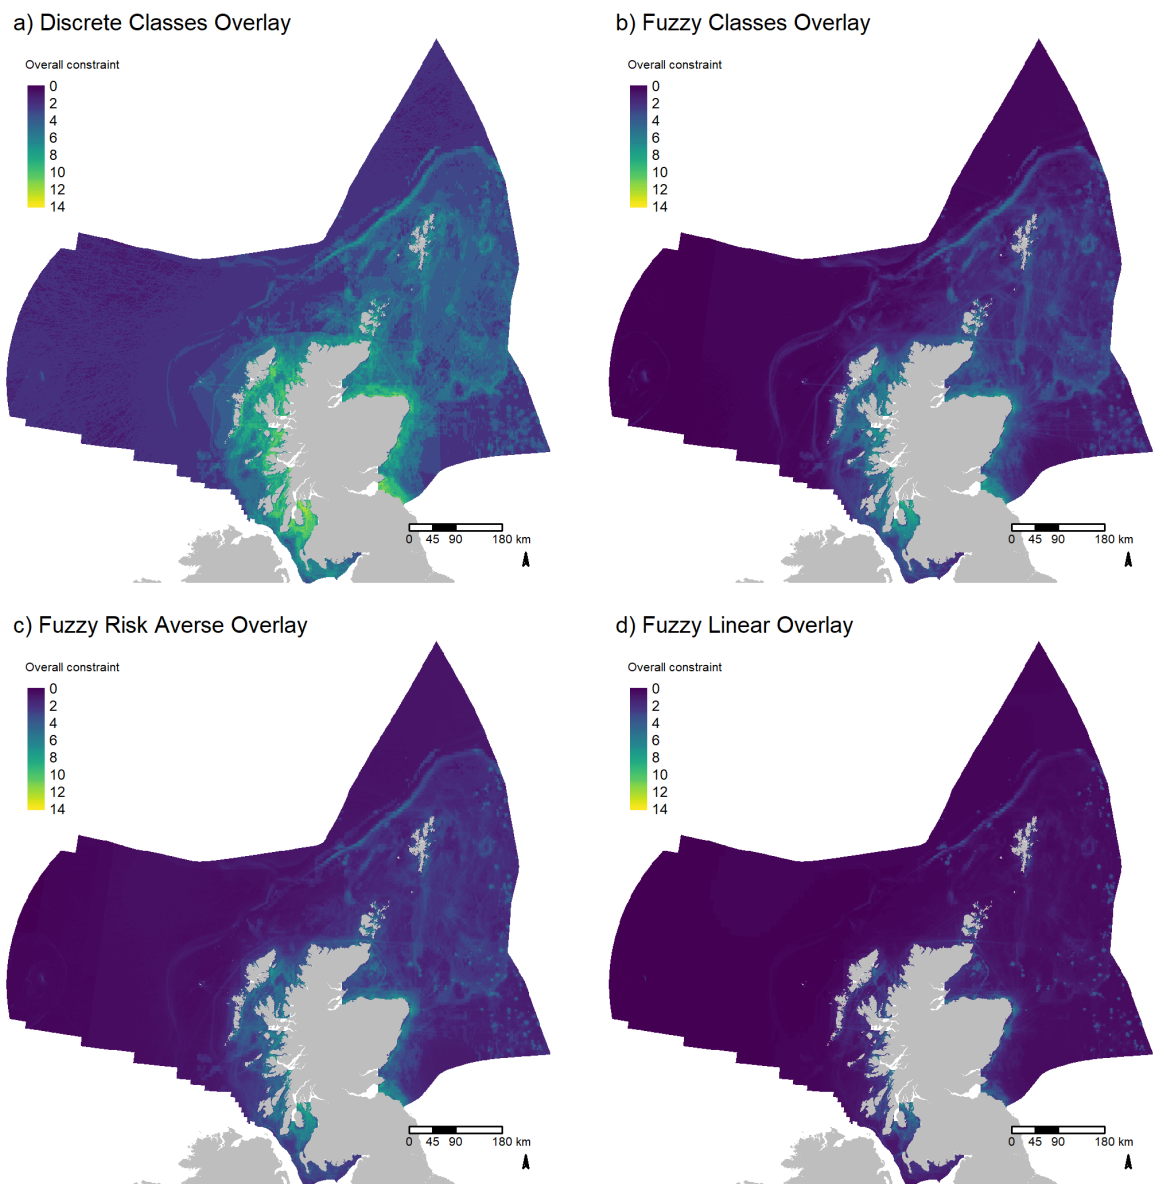 a) Discrete Classes Overlay
Overall constraint
0
2
4
6
8
10
12
14
0 45 90 180 km
b) Fuzzy Classes Overlay
Overall constraint
0
2
4
6
8
10
12
14
0 45 90 180 km
c) Fuzzy Risk Averse Overlay
Overall constraint
0
2
4
6
8
10
12
14
0 45 90 180 km
d) Fuzzy Linear Overlay
Overall constraint
0
2
4
6
8
10
12
14
0 45 90 180 km